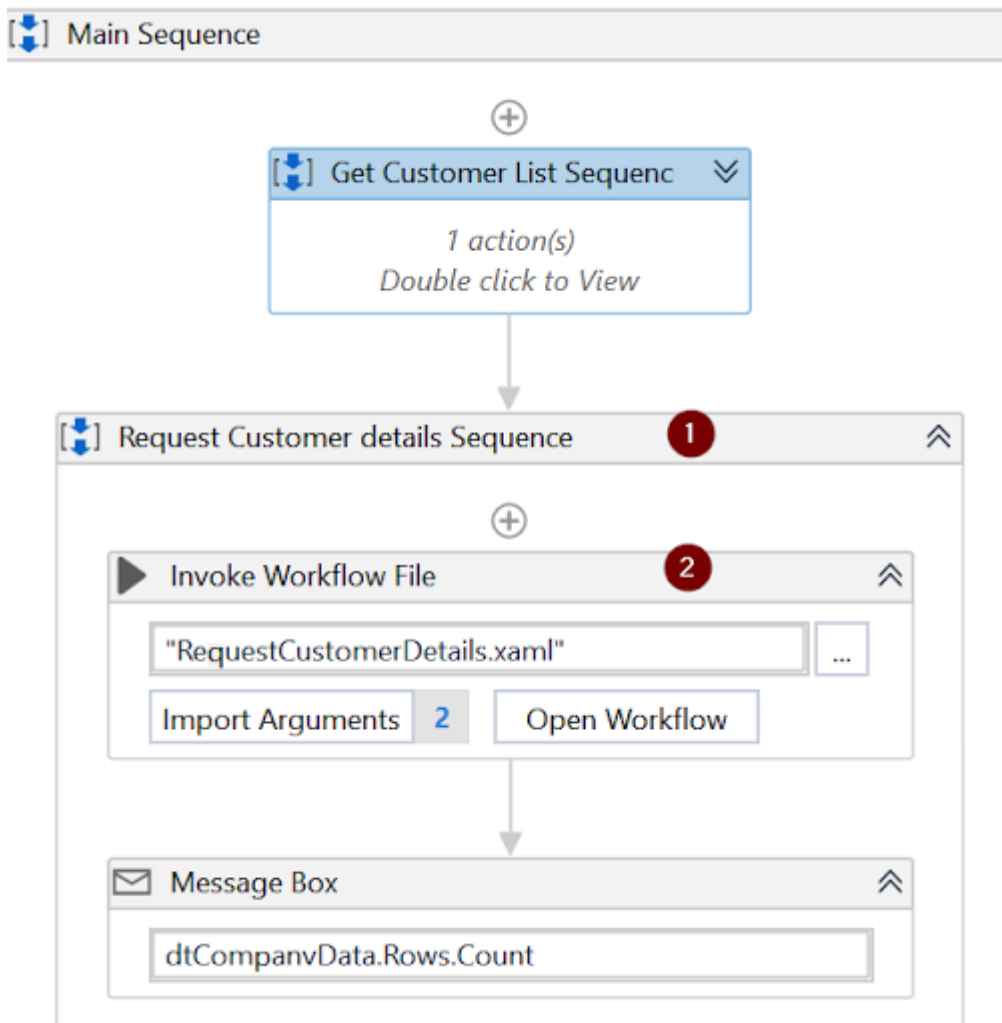 Main Sequence
Get Customer List Sequenc
1 action(s)
Double click to View
Request Customer details Sequence 1
Invoke Workflow File 2
"RequestCustomerDetails.xaml"
...
Import Arguments 2 Open Workflow
Message Box
dtCompanyData.Rows.Count